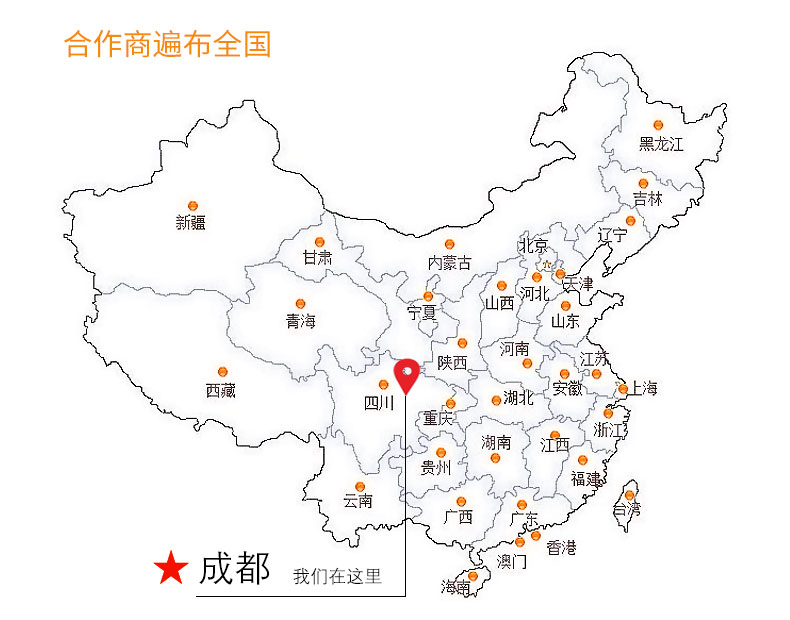 合作商遍布全国
黑龙江
吉林
辽宁
新疆
北京
甘肃
内蒙古
天津
河北
山西
宁夏
青海
山东
河南
陕西
江苏
西藏
安徽
上海
四川
湖北
重庆
浙江
湖南
江西
贵州
福建
云南
台湾
广西
广东
香港
澳门
成都 我们在这里
海南